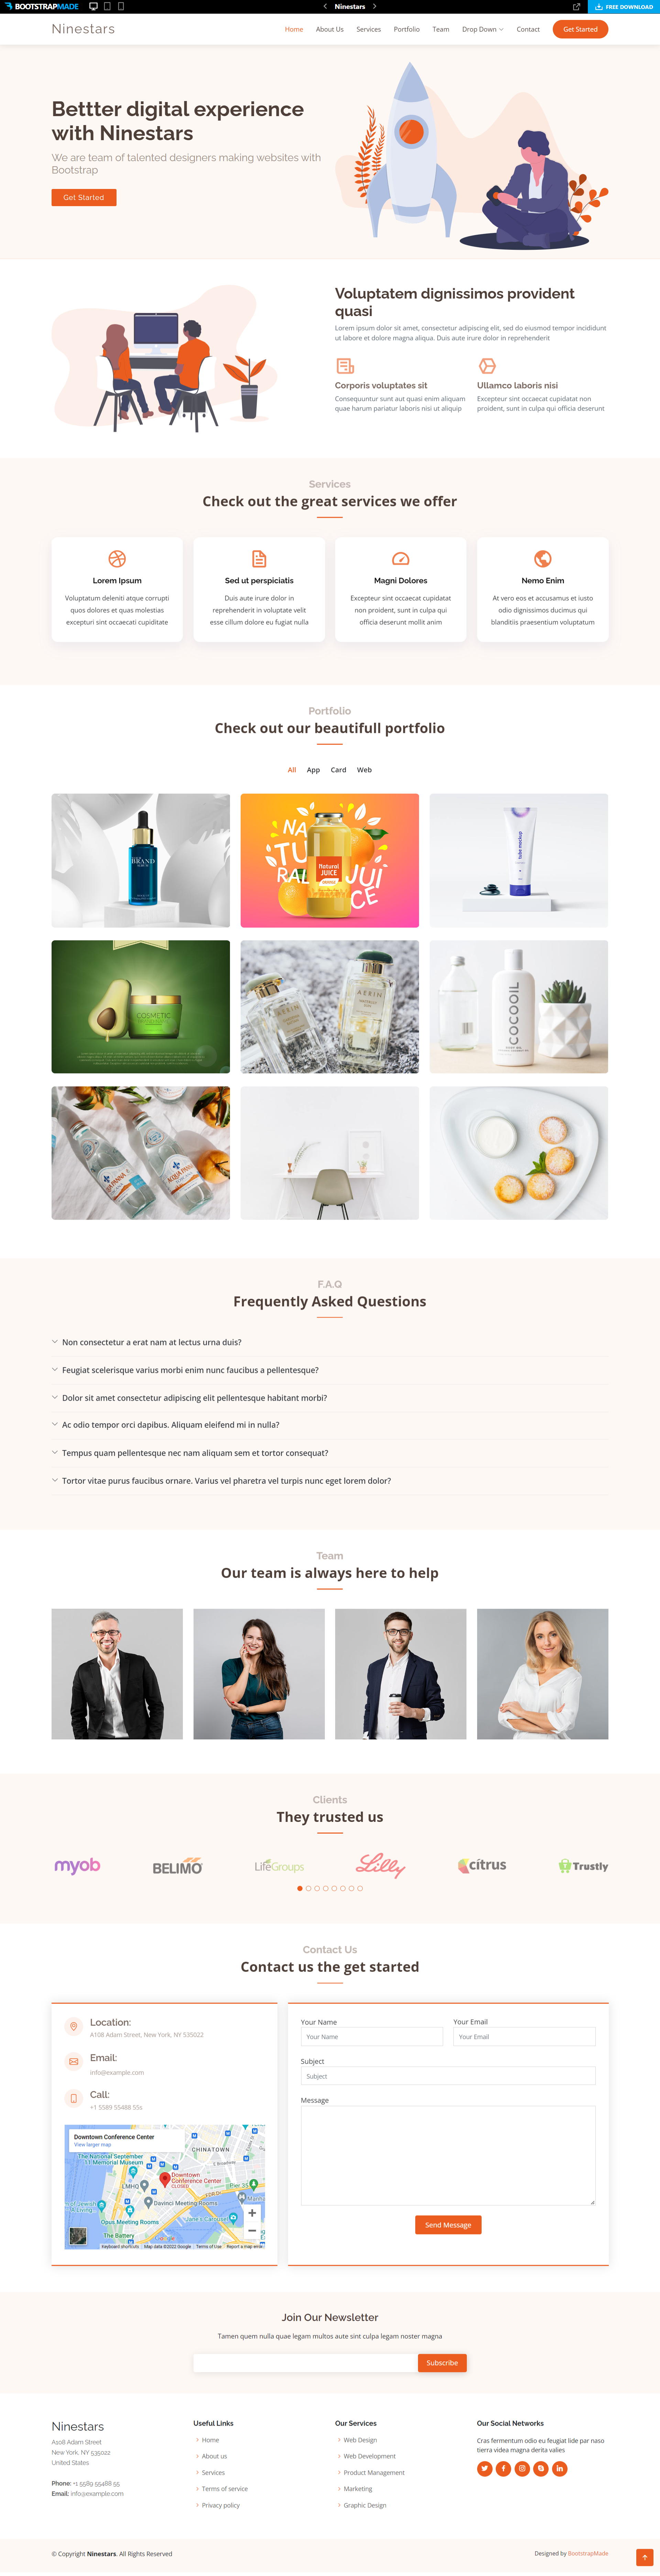 BOOTSTRAPMADE
Ninestars
FREE DOWNLOAD
Ninestars
Home About Us Services Portfolio Team Drop Down Contact Get Started
Bettter digital experience
with Ninestars
We are team of talented designers making websites with
Bootstrap
Get Started
Voluptatem dignissimos provident
quasi
Lorem ipsum dolor sit amet, consectetur adipiscing elit, sed do eiusmod tempor incididunt
ut labore et dolore magna aliqua. Duis aute irure dolor in reprehenderit
Corporis voluptates sit
Consequuntur sunt aut quasi enim aliquam
quae harum pariatur laboris nisi ut aliquip
Ullamco laboris nisi
Excepteur sint occaecat cupidatat non
proident, sunt in culpa qui officia deserunt
Services
Check out the great services we offer
Lorem Ipsum
Voluptatum deleniti atque corrupti
quos dolores et quas molestias
excepturi sint occaecati cupiditate
Sed ut perspiciatis
Duis aute irure dolor in
reprehenderit in voluptate velit
esse cillum dolore eu fugiat nulla
Magni Dolores
Excepteur sint occaecat cupidatat
non proident, sunt in culpa qui
officia deserunt mollit anim
Nemo Enim
At vero eos et accusamus et iusto
odio dignissimos ducimus qui
blanditiis praesentium voluptatum
Portfolio
Check out our beautifull portfolio
All App Card Web
BRAND
NA
TU
RAL
JUI
CE
Natural
JUICE
tube mockup
COSMETIC
AERIN
AERIN
COCOOIL
ACQUA PANNA
Frequently Asked Questions
F.A.Q
Non consectetur a erat nam at lectus urna duis?
Feugiat scelerisque varius morbi enim nunc faucibus a pellentesque?
Dolor sit amet consectetur adipiscing elit pellentesque habitant morbi?
Ac odio tempor orci dapibus. Aliquam eleifend mi in nulla?
Tempus quam pellentesque nec nam aliquam sem et tortor consequat?
Tortor vitae purus faucibus ornare. Varius vel pharetra vel turpis nunc eget lorem dolor?
Team
Our team is always here to help
Clients
They trusted us
myob
BELIMO
LifeGroups
Lilly
cítrus
Trustly
Contact Us
Contact us the get started
Location:
A108 Adam Street, New York, NY 535022
Email:
info@example.com
Call:
+1 5589 55488 55s
Downtown Conference Center
View larger map
CHINATOWN
The National September
11 Memorial & Museum
Downtown
Conference Center
CLOSED
LMHQ
Pier 35
Davinci Meeting Rooms
Opus Meeting Rooms
Jane's Carousel
The Battery
Google
Keyboard shortcuts Map data ©2022 Google Terms of Use Report a map error
Your Name
Your Name
Your Email
Your Email
Subject
Subject
Message
Send Message
Join Our Newsletter
Tamen quem nulla quae legam multos aute sint culpa legam noster magna
Subscribe
Ninestars
A108 Adam Street
New York, NY 535022
United States
Phone: +1 5589 55488 55
Email: info@example.com
Useful Links
Home
About us
Services
Terms of service
Privacy policy
Our Services
Web Design
Web Development
Product Management
Marketing
Graphic Design
Our Social Networks
Cras fermentum odio eu feugiat lide par naso
tierra videa magna derita valies
© Copyright Ninestars. All Rights Reserved
Designed by BootstrapMade